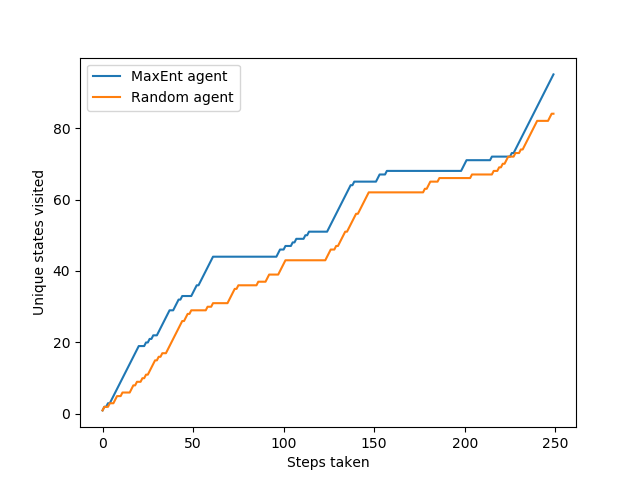 MaxEnt agent
Random agent
Unique states visited
80
60
40
20
0
0 50 100 150 200 250
Steps taken